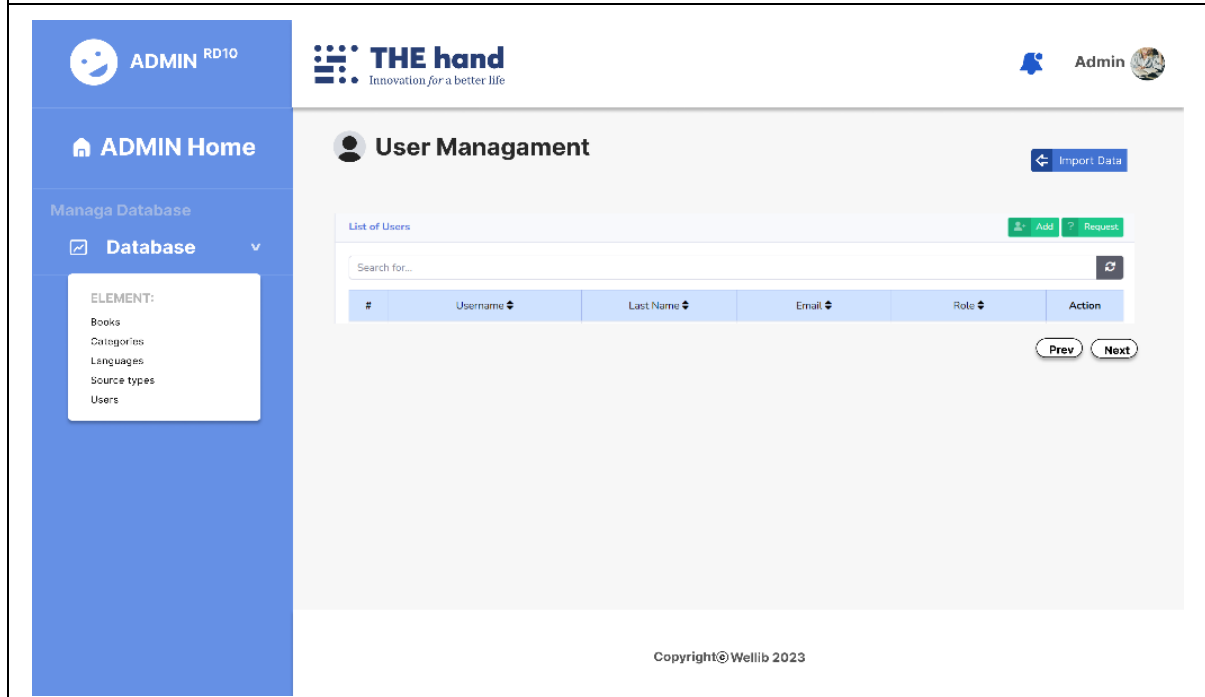 ADMIN RD10
THE hand
Innovation for a better life
Admin
ADMIN Home
User Managament
Import Data
Managa Database
Database
List of Users
Add
? Request
Search for...
# Username Last Name Email Role Action
ELEMENT:
Books
Categories
Languages
Source types
Users
Prev Next
Copyright© Wellib 2023